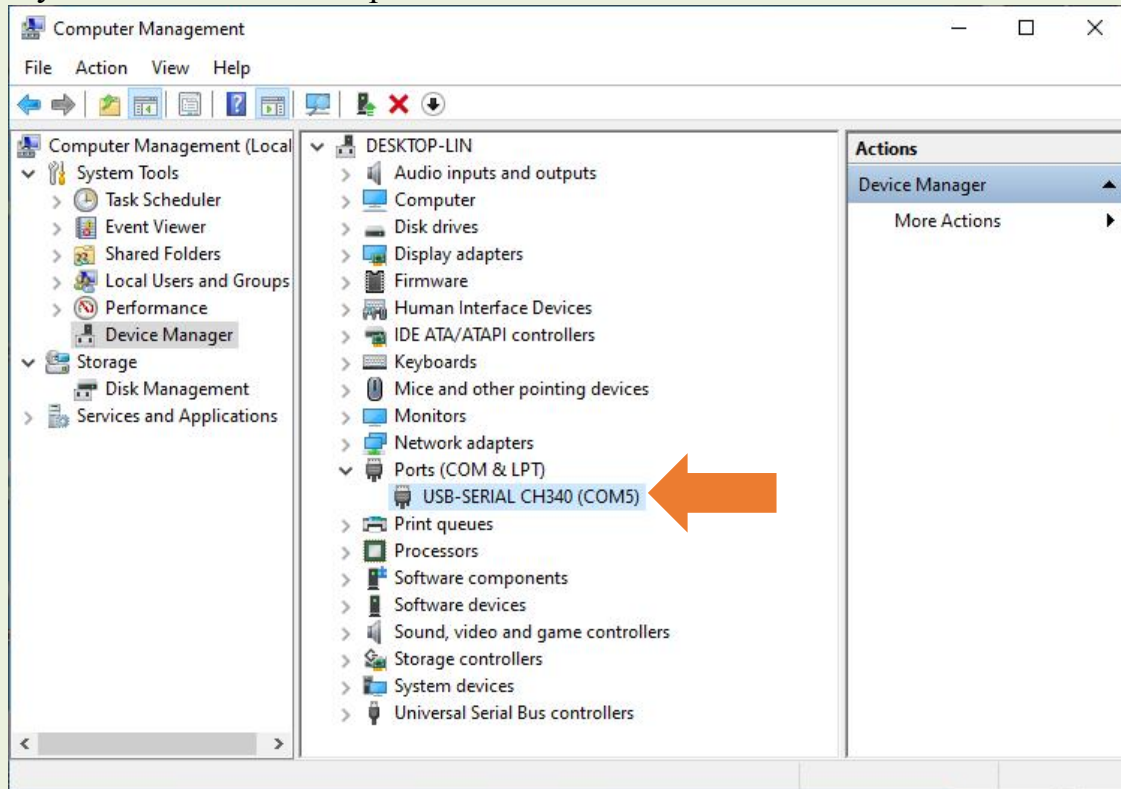 Computer Management
File Action View Help
Computer Management (Local
System Tools
Task Scheduler
Event Viewer
Shared Folders
Local Users and Groups
Performance
Device Manager
Storage
Disk Management
Services and Applications
DESKTOP-LIN
Audio inputs and outputs
Computer
Disk drives
Display adapters
Firmware
Human Interface Devices
IDE ATA/ATAPI controllers
Keyboards
Mice and other pointing devices
Monitors
Network adapters
Ports (COM & LPT)
USB-SERIAL CH340 (COM5)
Print queues
Processors
Software components
Software devices
Sound, video and game controllers
Storage controllers
System devices
Universal Serial Bus controllers
Actions
Device Manager
More Actions